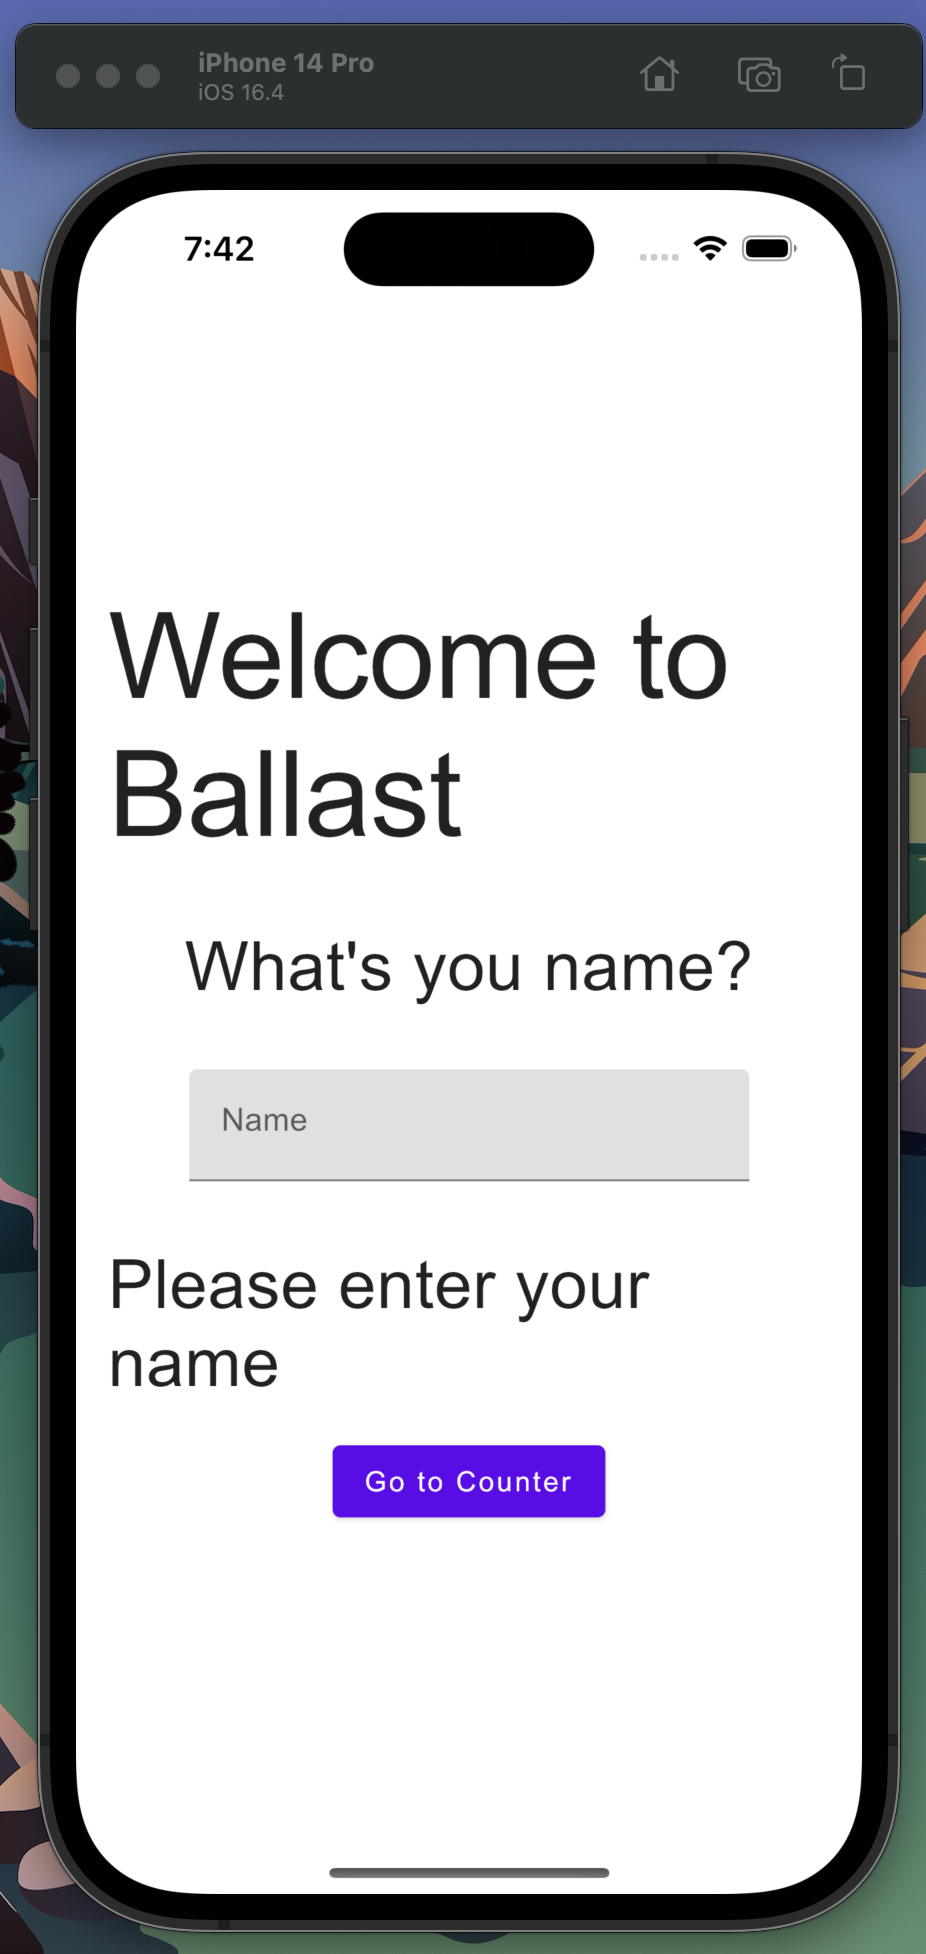 iPhone 14 Pro
iOS 16.4
7:42
Welcome to
Ballast
What's you name?
Name
Please enter your
name
Go to Counter